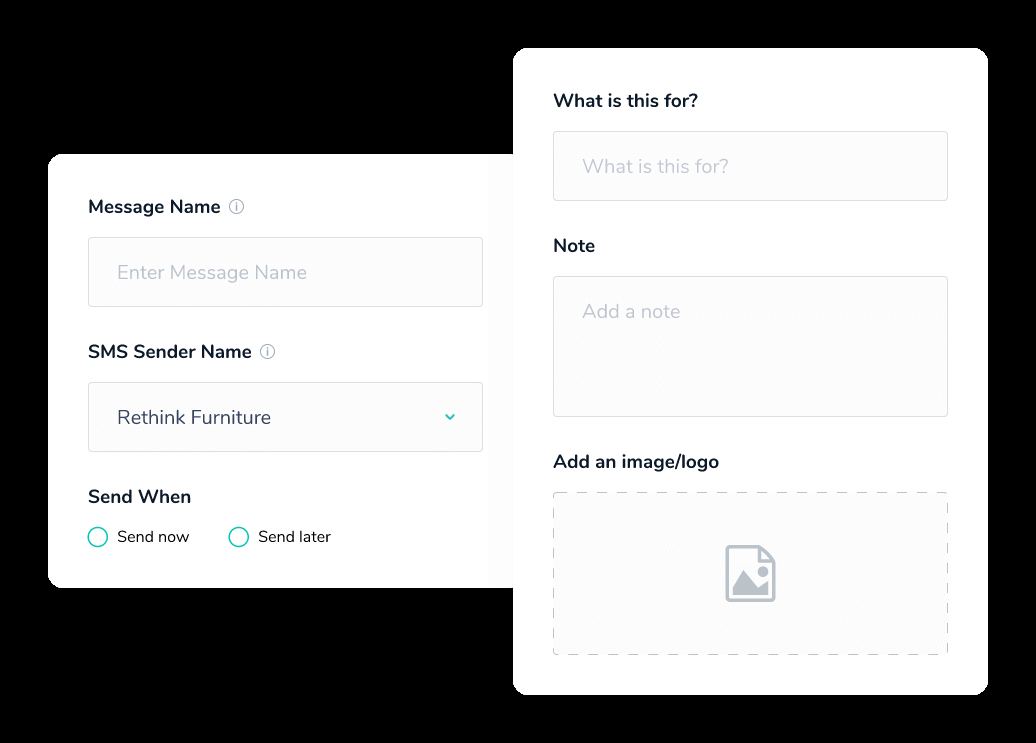 Message Name
Enter Message Name
SMS Sender Name
Rethink Furniture
Send When
Send now
Send later
What is this for?
What is this for?
Note
Add a note
Add an image/logo